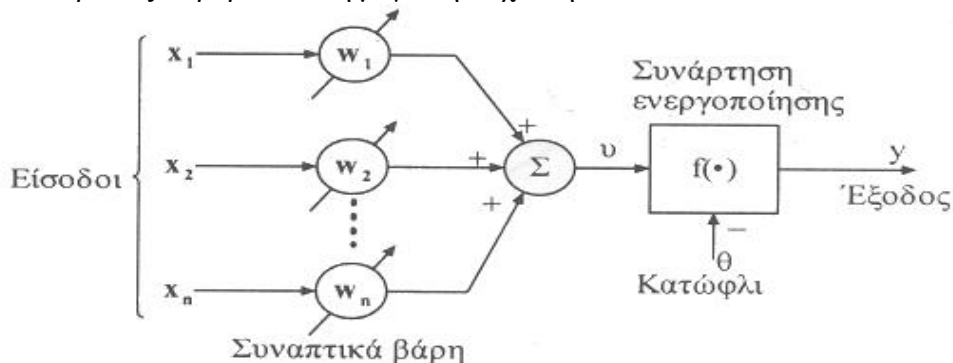 x₁
w₁
Συνάρτηση
ενεργοποίησης
+
Είσοδοι
x₂
w₂
+
Σ
υ
f(•)
y
Έξοδος
+
−
θ
Κατώφλι
xₙ
wₙ
Συναπτικά βάρη